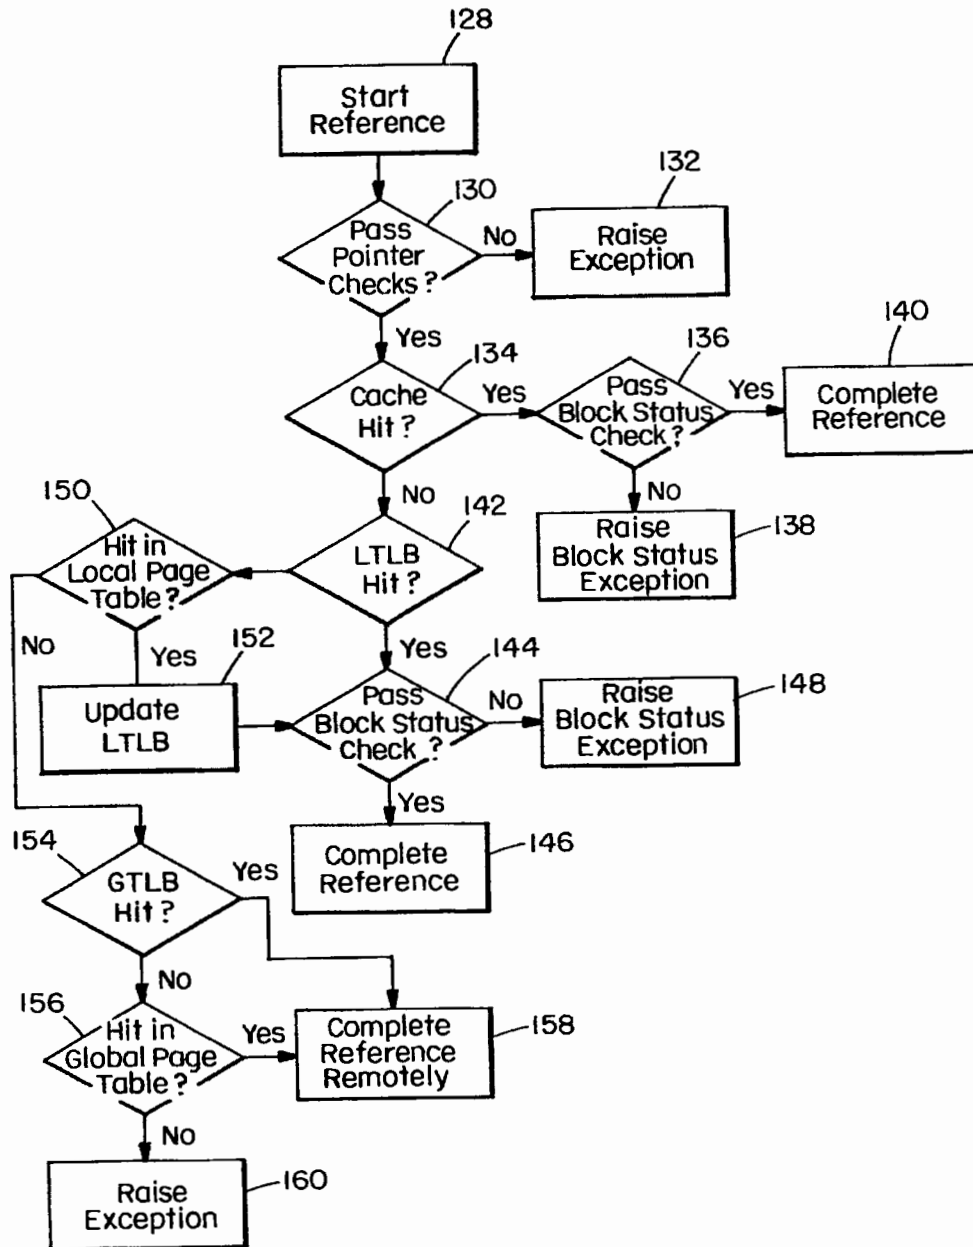 128
Start
Reference
130
Pass
Pointer
Checks?
No
132
Raise
Exception
Yes
134
Cache
Hit?
Yes
136
Pass
Block Status
Check?
Yes
140
Complete
Reference
No
138
Raise
Block Status
Exception
No
142
LTLB
Hit?
150
Hit in
Local Page
Table?
No
Yes
152
Update
LTLB
Yes
144
Pass
Block Status
Check?
No
Raise
Block Status
Exception
148
Yes
Complete
Reference
146
154
GTLB
Hit?
Yes
No
156
Hit in
Global Page
Table?
Yes
Complete
Reference
Remotely
158
No
Raise
Exception
160